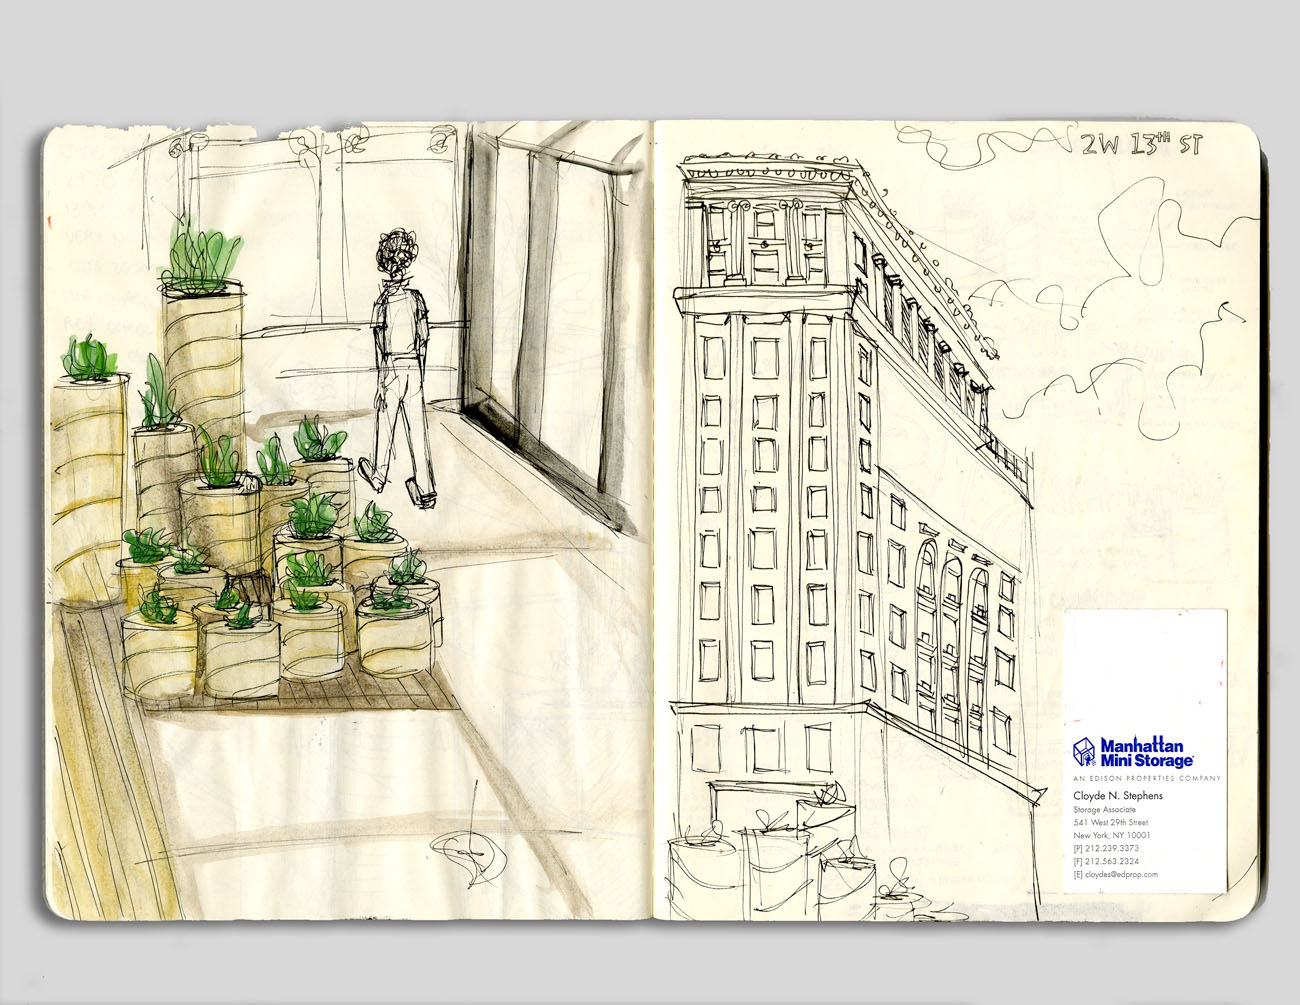 2W 13TH ST
Manhattan
Mini Storage
AN EDISON PROPERTIES COMPANY
Cloyde N. Stephens
Storage Associate
541 West 29th Street
New York, NY 10001
[P] 212.239.3373
[F] 212.563.2324
[E] cloydes@edprop.com